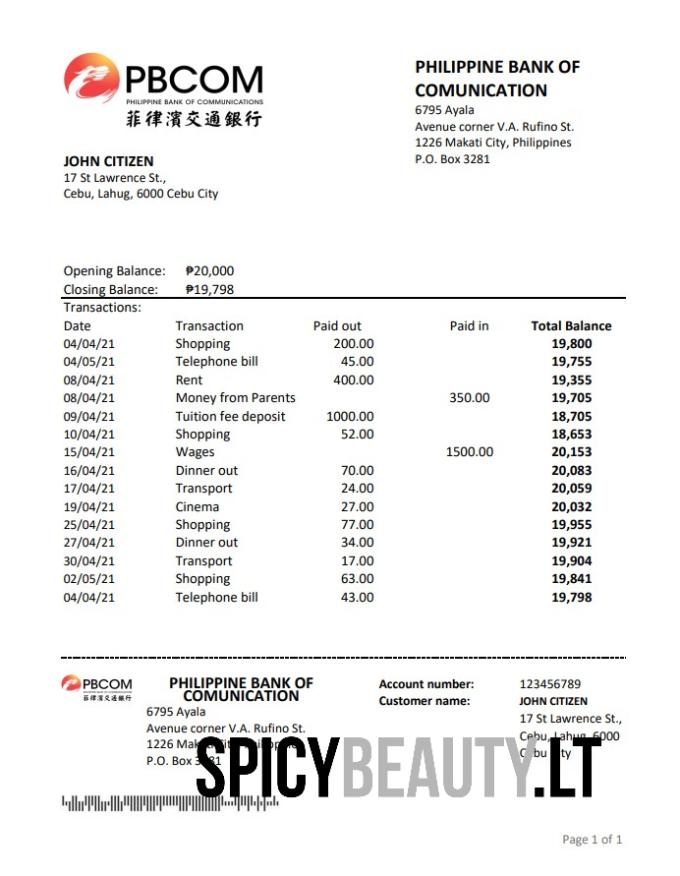 PBCOM
PHILIPPINE BANK OF COMMUNICATIONS
菲律濱交通銀行
PHILIPPINE BANK OF
COMUNICATION
6795 Ayala
Avenue corner V.A. Rufino St.
1226 Makati City, Philippines
P.O. Box 3281
JOHN CITIZEN
17 St Lawrence St.,
Cebu, Lahug, 6000 Cebu City
Opening Balance: ₱20,000
Closing Balance: ₱19,798
Transactions:
Date Transaction Paid out Paid in Total Balance
04/04/21 Shopping 200.00 19,800
04/05/21 Telephone bill 45.00 19,755
08/04/21 Rent 400.00 19,355
08/04/21 Money from Parents 350.00 19,705
09/04/21 Tuition fee deposit 1000.00 18,705
10/04/21 Shopping 52.00 18,653
15/04/21 Wages 1500.00 20,153
16/04/21 Dinner out 70.00 20,083
17/04/21 Transport 24.00 20,059
19/04/21 Cinema 27.00 20,032
25/04/21 Shopping 77.00 19,955
27/04/21 Dinner out 34.00 19,921
30/04/21 Transport 17.00 19,904
02/05/21 Shopping 63.00 19,841
04/04/21 Telephone bill 43.00 19,798
PBCOM
菲律濱交通銀行
PHILIPPINE BANK OF
COMUNICATION
6795 Ayala
Avenue corner V.A. Rufino St.
1226 Makati City, Philippines
P.O. Box 3281
Account number: 123456789
Customer name: JOHN CITIZEN
17 St Lawrence St.,
Cebu, Lahug, 6000
Cebu City
SPICYBEAUTY.LT
Page 1 of 1